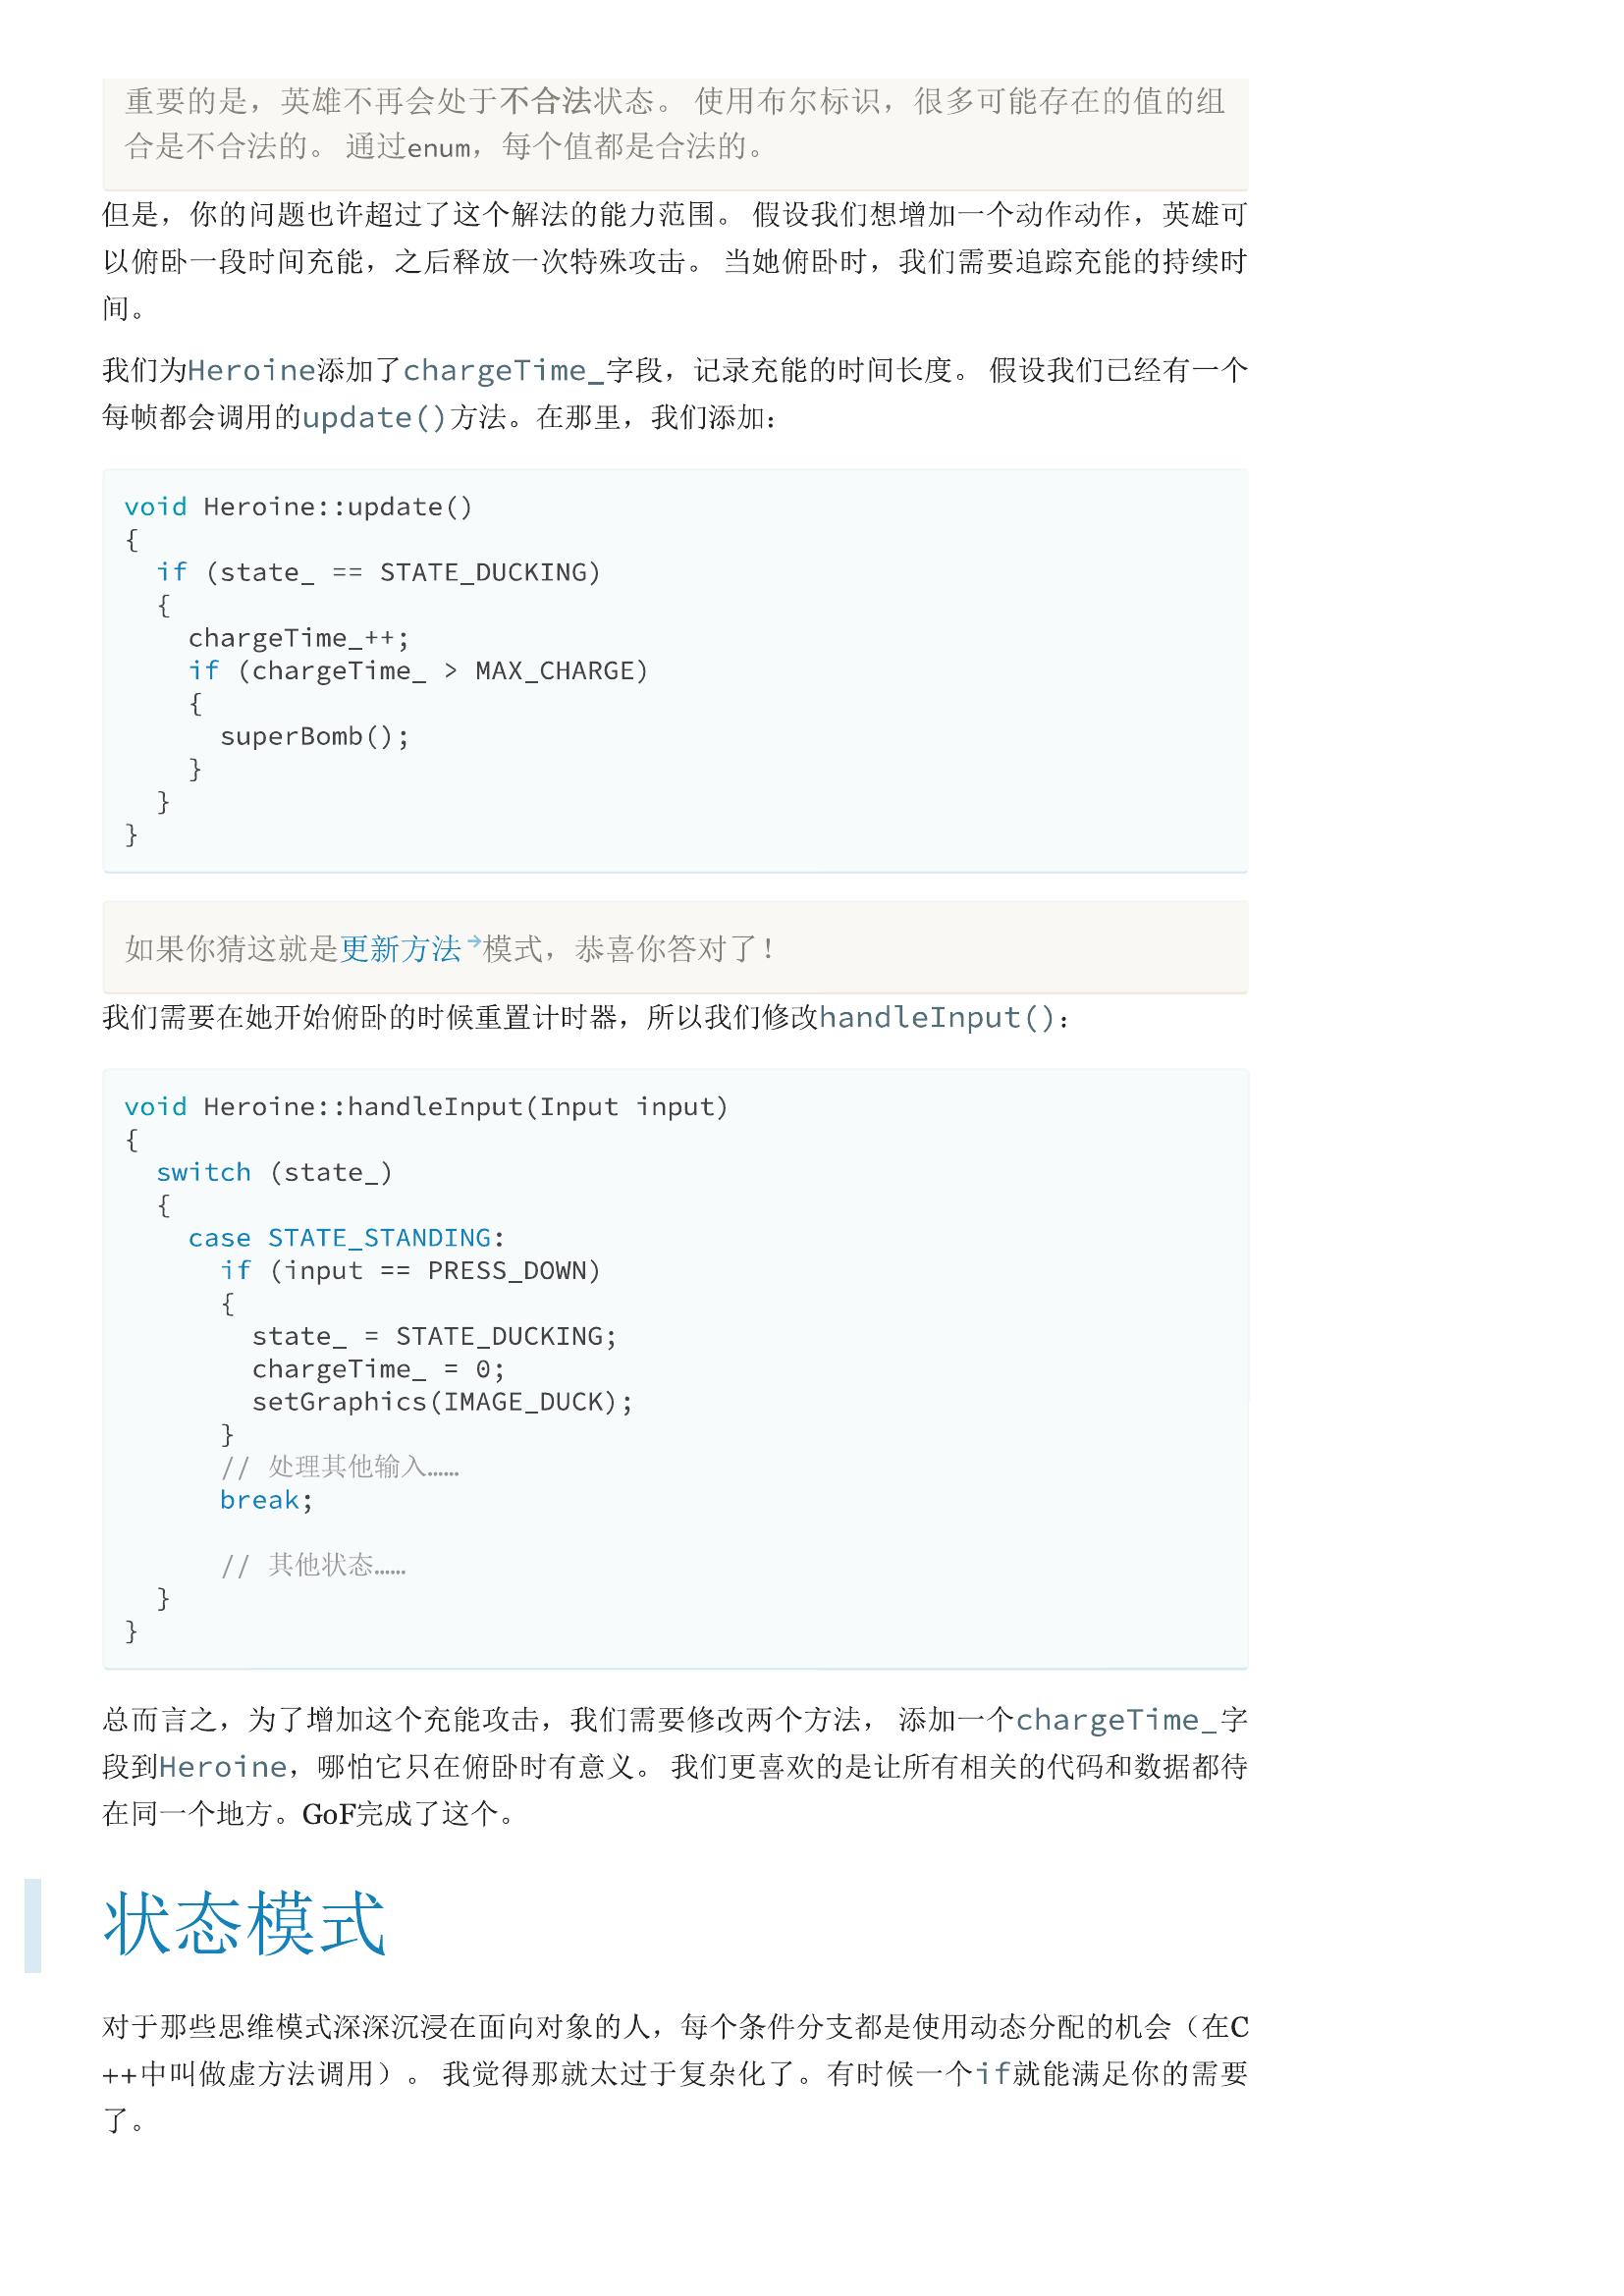 重要的是，英雄不再会处于不合法状态。 使用布尔标识，很多可能存在的值的组
合是不合法的。 通过enum，每个值都是合法的。
但是，你的问题也许超过了这个解法的能力范围。 假设我们想增加一个动作动作，英雄可
以俯卧一段时间充能，之后释放一次特殊攻击。 当她俯卧时，我们需要追踪充能的持续时
间。
我们为Heroine添加了chargeTime_字段，记录充能的时间长度。 假设我们已经有一个
每帧都会调用的update()方法。在那里，我们添加：
void Heroine::update()
{
  if (state_ == STATE_DUCKING)
  {
    chargeTime_++;
    if (chargeTime_ > MAX_CHARGE)
    {
      superBomb();
    }
  }
}
如果你猜这就是更新方法→模式，恭喜你答对了！
我们需要在她开始俯卧的时候重置计时器，所以我们修改handleInput()：
void Heroine::handleInput(Input input)
{
  switch (state_)
  {
    case STATE_STANDING:
      if (input == PRESS_DOWN)
      {
        state_ = STATE_DUCKING;
        chargeTime_ = 0;
        setGraphics(IMAGE_DUCK);
      }
      // 处理其他输入……
      break;

      // 其他状态……
  }
}
总而言之，为了增加这个充能攻击，我们需要修改两个方法， 添加一个chargeTime_字
段到Heroine，哪怕它只在俯卧时有意义。 我们更喜欢的是让所有相关的代码和数据都待
在同一个地方。GoF完成了这个。
状态模式
对于那些思维模式深深沉浸在面向对象的人，每个条件分支都是使用动态分配的机会（在C
++中叫做虚方法调用）。 我觉得那就太过于复杂化了。有时候一个if就能满足你的需要
了。